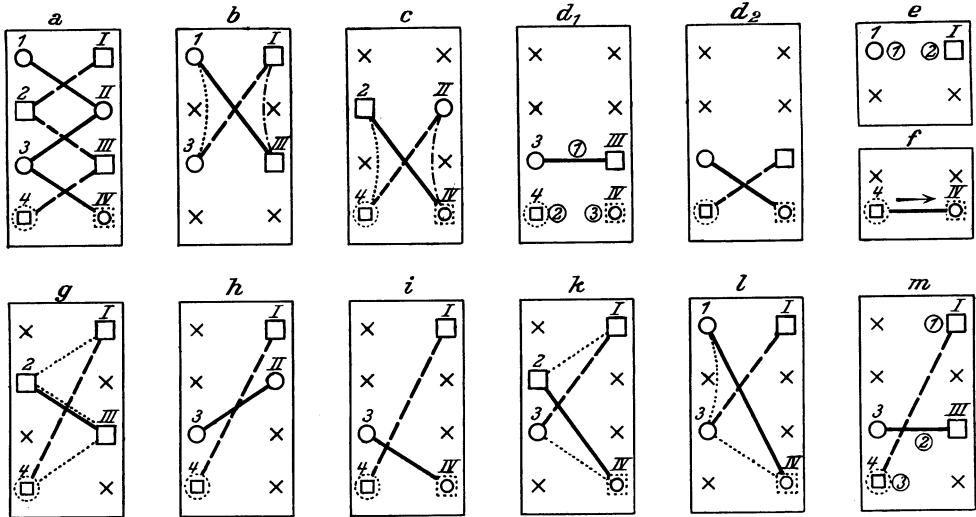 a b c d1 d2 e
1 I
II
2
3 III
4 IV
1 I
3 III
2 II
4 IV
3 ① III
4 ② ③ IV
1 ① ② I
f
4 IV
g h i k l m
I
2
III
4
I
II
3
4
I
3
4 IV
I
2
3
IV
1 I
3
IV
① I
3 III
②
4 ③